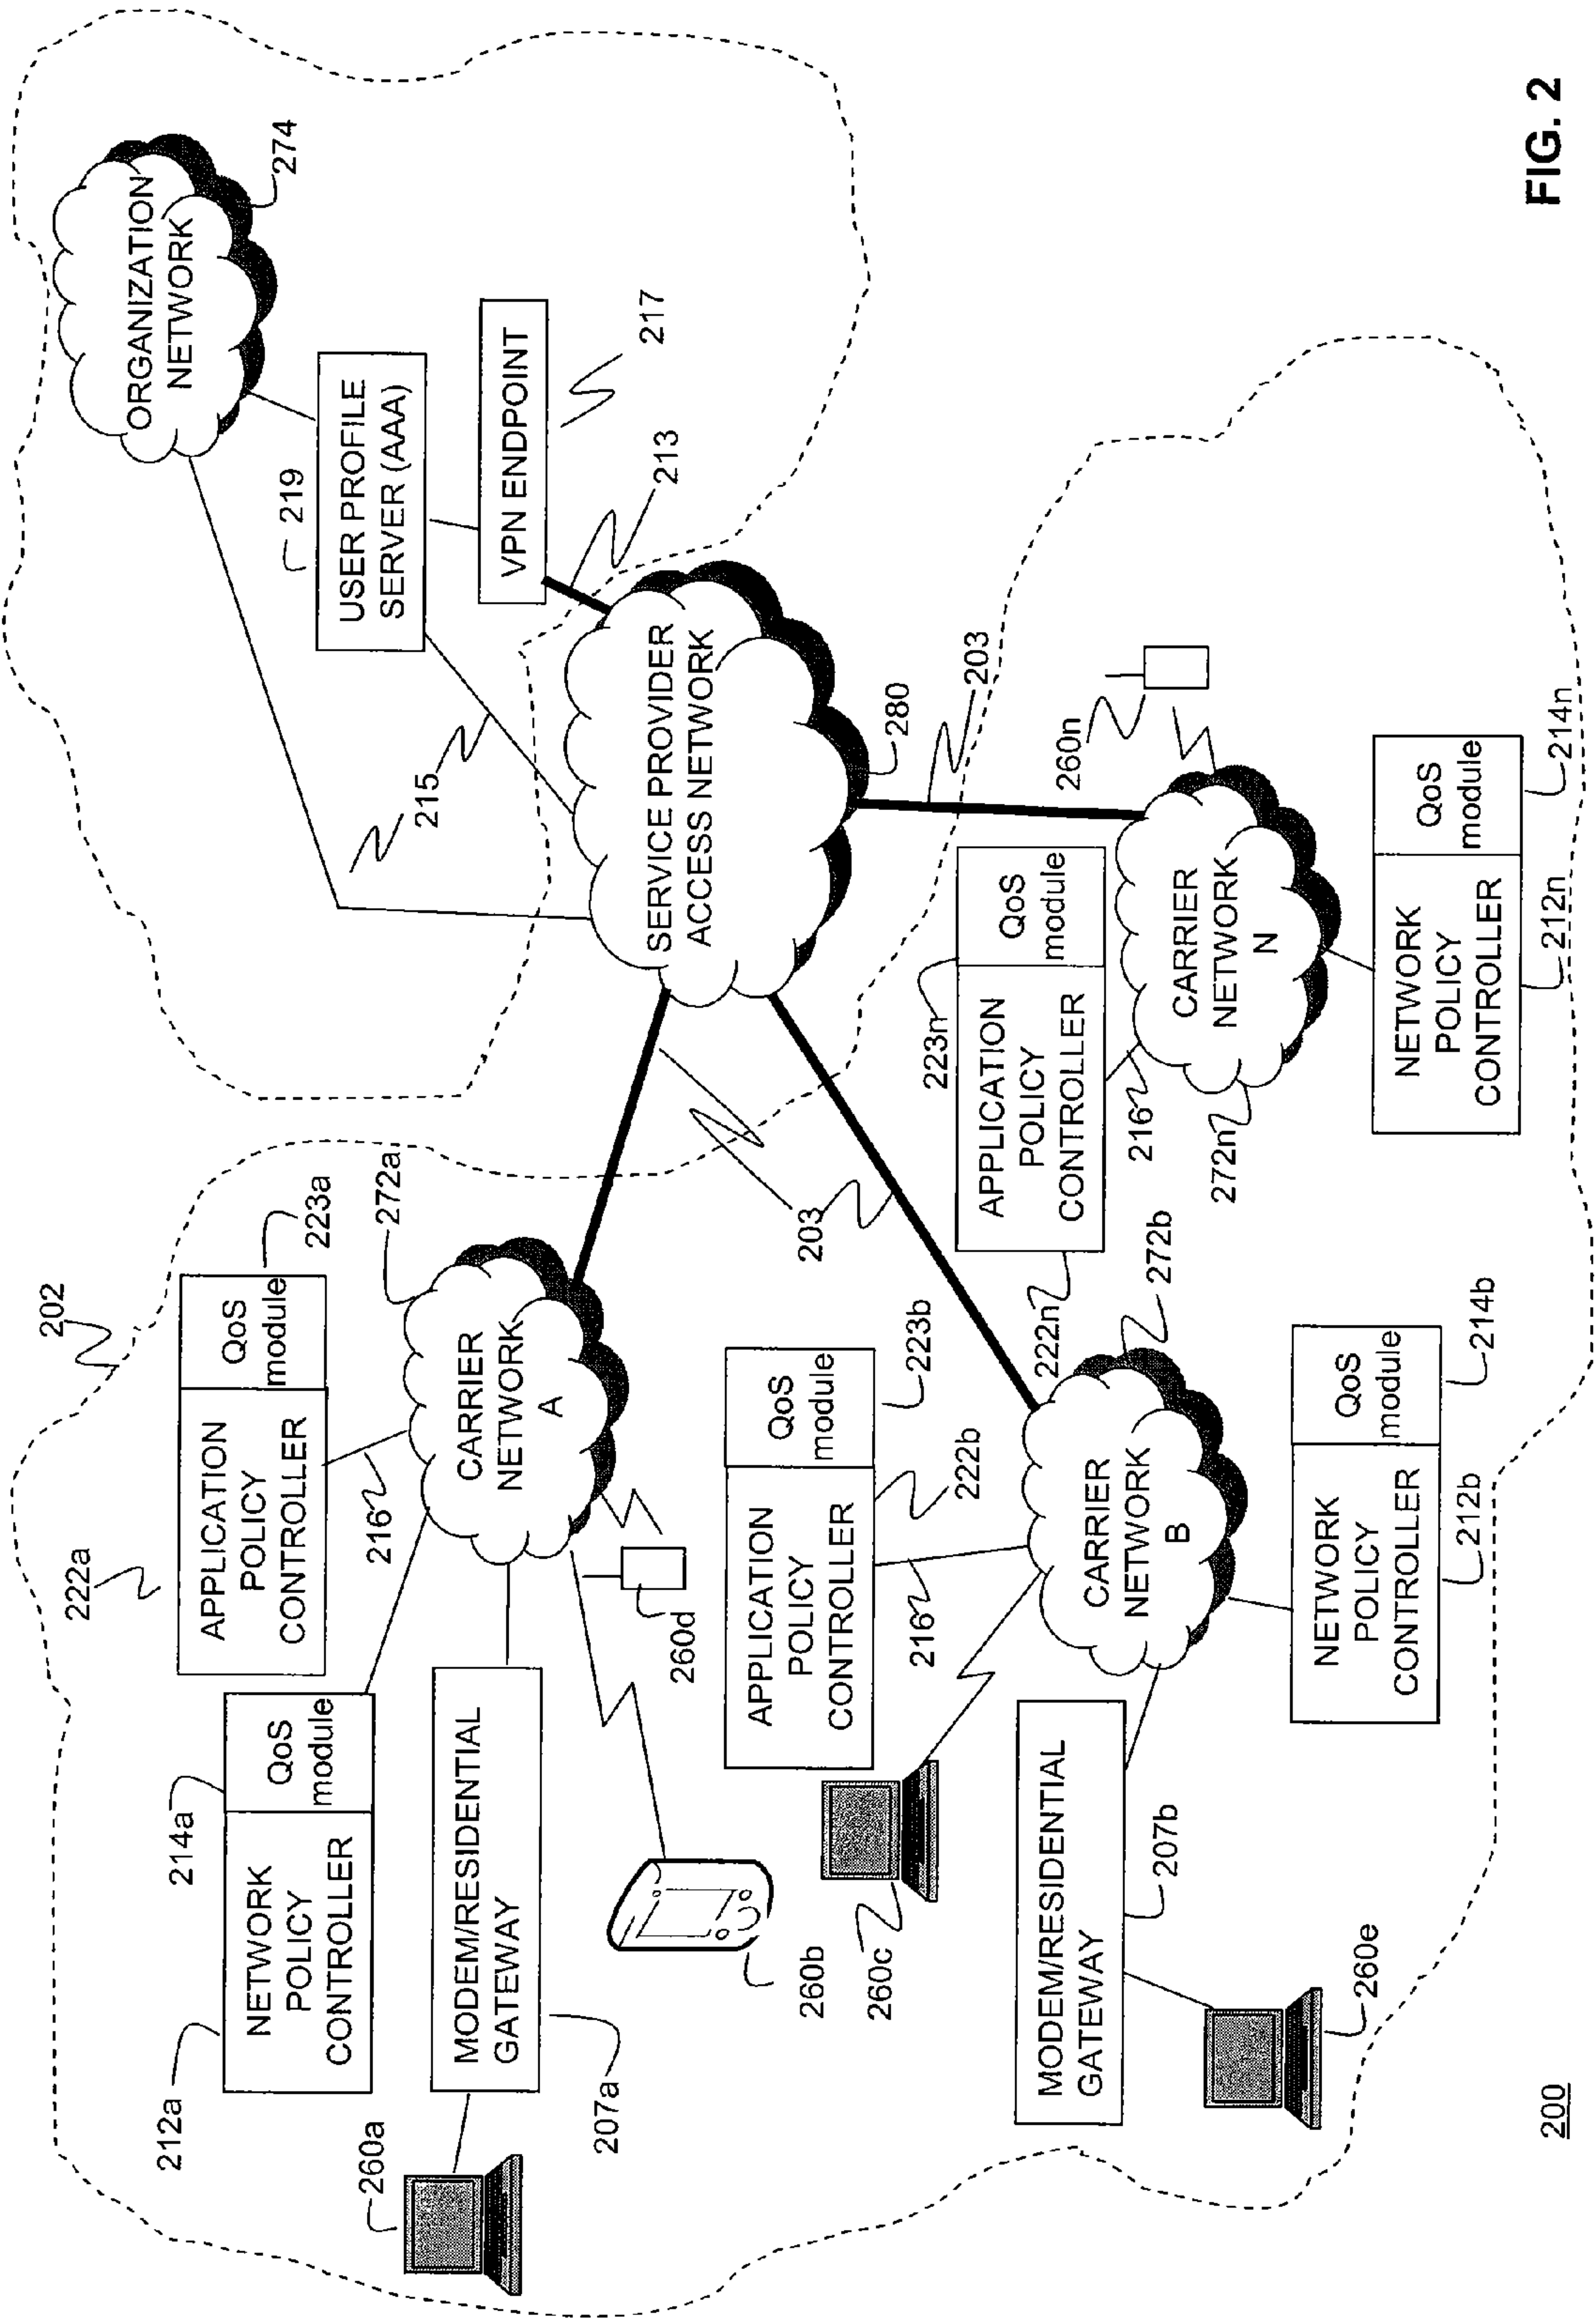 ORGANIZATION
NETWORK
274
219
USER PROFILE
SERVER (AAA)
VPN ENDPOINT
217
213
215
SERVICE PROVIDER
ACCESS NETWORK
280
203
203
202
222a
APPLICATION
POLICY
CONTROLLER
QoS
module
223a
272a
216
CARRIER
NETWORK
A
212a
214a
NETWORK
POLICY
CONTROLLER
QoS
module
260a
MODEM/RESIDENTIAL
GATEWAY
207a
260b
260d
APPLICATION
POLICY
CONTROLLER
QoS
module
223b
222b
216
260c
CARRIER
NETWORK
B
272b
MODEM/RESIDENTIAL
GATEWAY
207b
260e
NETWORK
POLICY
CONTROLLER
QoS
module
214b
212b
223n
APPLICATION
POLICY
CONTROLLER
QoS
module
222n
216
272n
CARRIER
NETWORK
N
260n
NETWORK
POLICY
CONTROLLER
QoS
module
214n
212n
200
FIG. 2